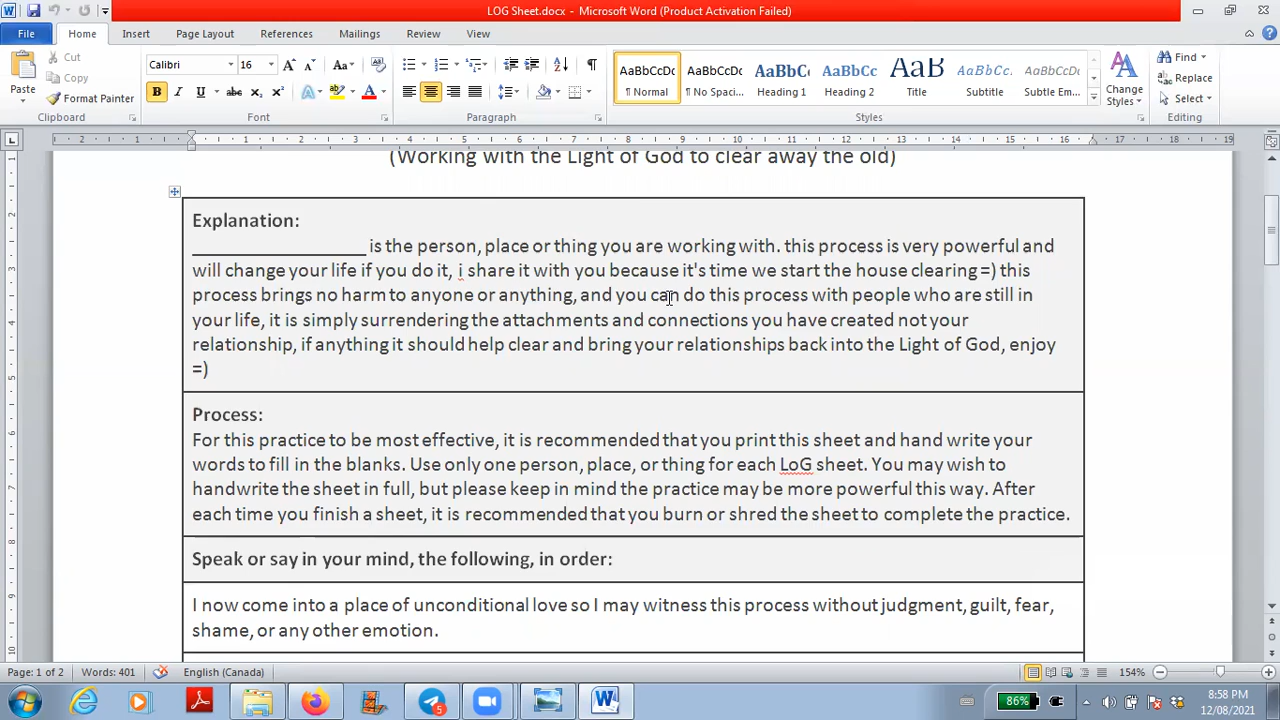 LOG Sheet.docx - Microsoft Word (Product Activation Failed)
File Home Insert Page Layout References Mailings Review View
Cut
Copy
Format Painter
Paste
Clipboard
Calibri 16
Font
Paragraph
AaBbCcDc AaBbCcDc AaBbC AaBbCc AaB AaBbCcL AaBbCcDc
¶ Normal ¶ No Spaci... Heading 1 Heading 2 Title Subtitle Subtle Em...
Styles
Change Styles
Find
Replace
Select
Editing
(Working with the Light of God to clear away the old)
Explanation:
__________________ is the person, place or thing you are working with. this process is very powerful and
will change your life if you do it, i share it with you because it's time we start the house clearing =) this
process brings no harm to anyone or anything, and you can do this process with people who are still in
your life, it is simply surrendering the attachments and connections you have created not your
relationship, if anything it should help clear and bring your relationships back into the Light of God, enjoy
=)
Process:
For this practice to be most effective, it is recommended that you print this sheet and hand write your
words to fill in the blanks. Use only one person, place, or thing for each LoG sheet. You may wish to
handwrite the sheet in full, but please keep in mind the practice may be more powerful this way. After
each time you finish a sheet, it is recommended that you burn or shred the sheet to complete the practice.
Speak or say in your mind, the following, in order:
I now come into a place of unconditional love so I may witness this process without judgment, guilt, fear,
shame, or any other emotion.
Page: 1 of 2 Words: 401 English (Canada) 154%
5
86%
8:58 PM
12/08/2021